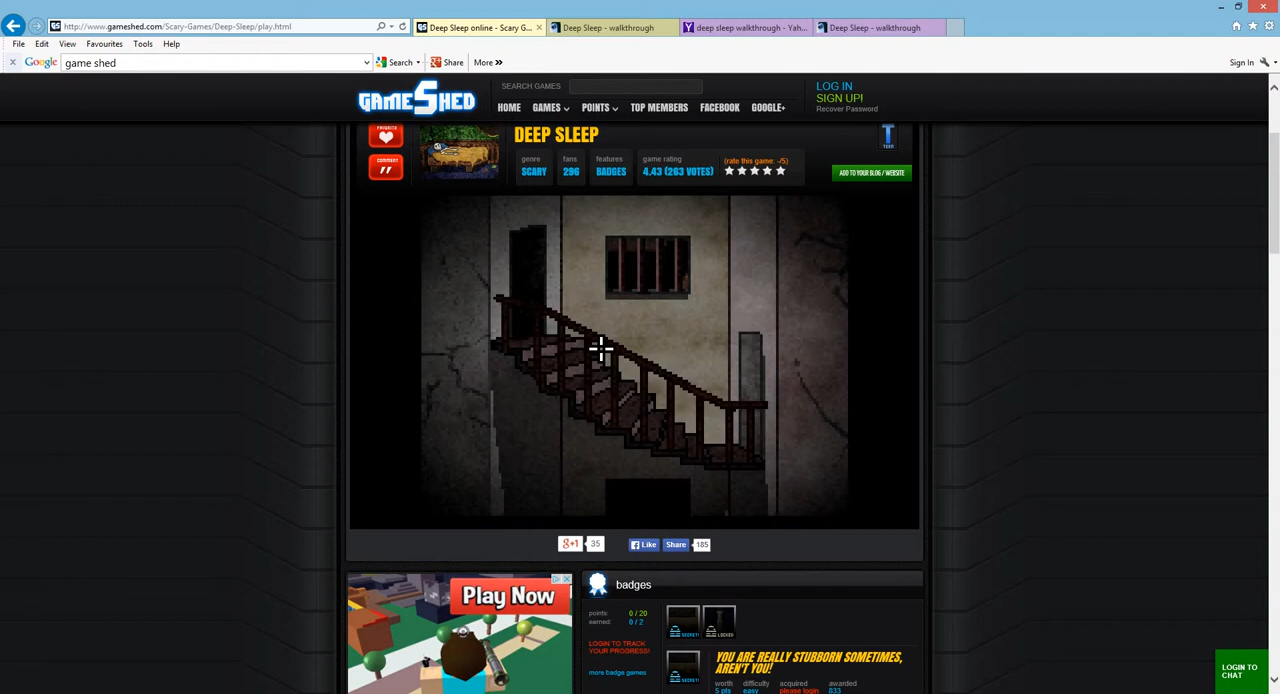 http://www.gameshed.com/Scary-Games/Deep-Sleep/play.html
Deep Sleep online - Scary G...
Deep Sleep - walkthrough
deep sleep walkthrough - Yah...
Deep Sleep - walkthrough
File Edit View Favourites Tools Help
Google game shed Search Share More » Sign In
GAMESHED
SEARCH GAMES
LOG IN
SIGN UP!
Recover Password
HOME GAMES POINTS TOP MEMBERS FACEBOOK GOOGLE+
FAVORITE
COMMENT
DEEP SLEEP
TEEN
genre fans features game rating (rate this game: -/5)
SCARY 296 BADGES 4.43 (263 VOTES)
ADD TO YOUR BLOG / WEBSITE
g+1 35 Like Share 185
Play Now
badges
points: 0 / 20
earned: 0 / 2
LOGIN TO TRACK
YOUR PROGRESS!
more badge games
SECRET!
LOCKED
SECRET!
YOU ARE REALLY STUBBORN SOMETIMES,
AREN'T YOU!
worth difficulty acquired awarded
5 pts easy please login 833
LOGIN TO
CHAT